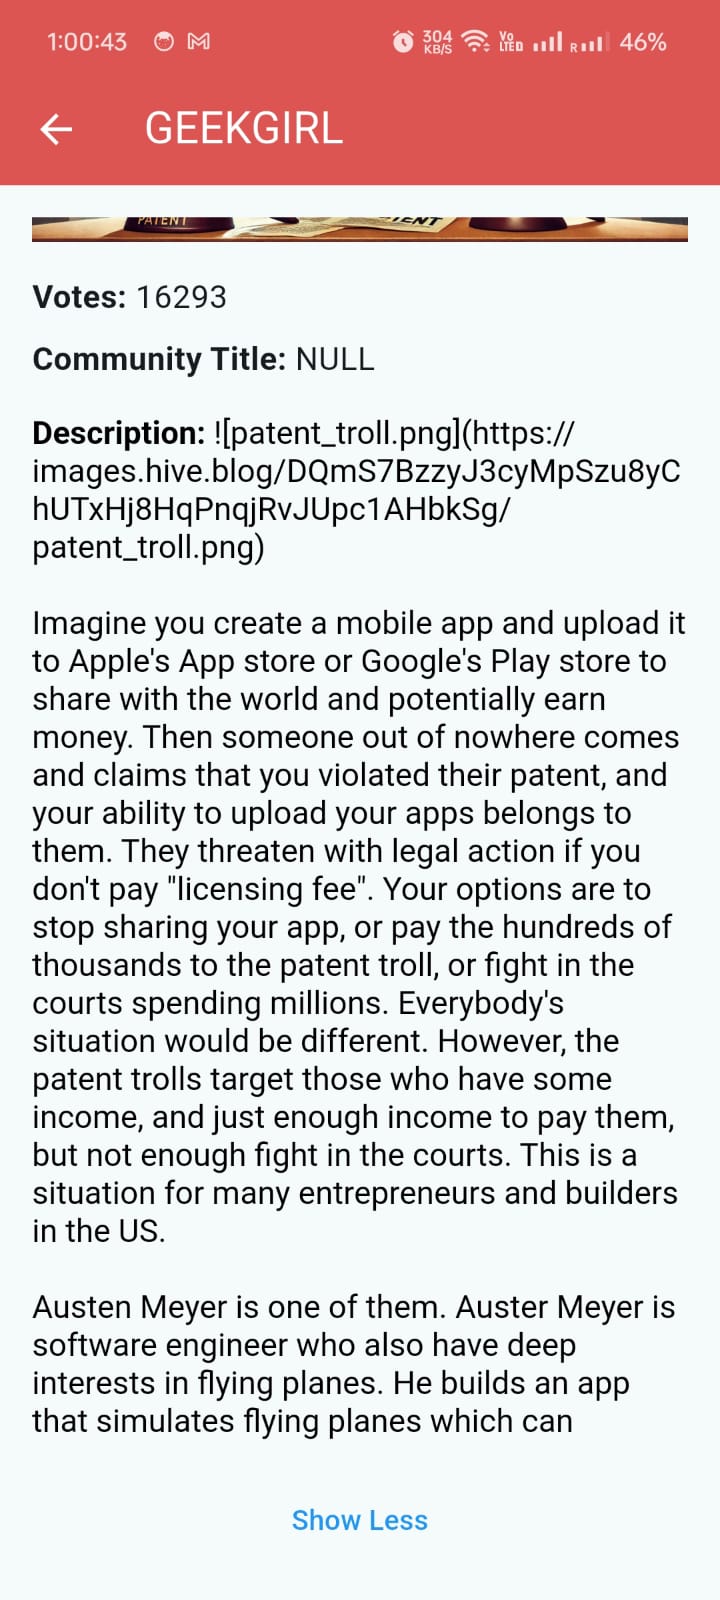 1:00:43 304 KB/S Vo LTED R 46%
GEEKGIRL
PATENT
Votes: 16293
Community Title: NULL
Description: ![patent_troll.png](https://
images.hive.blog/DQmS7BzzyJ3cyMpSzu8yC
hUTxHj8HqPnqjRvJUpc1AHbkSg/
patent_troll.png)
Imagine you create a mobile app and upload it
to Apple's App store or Google's Play store to
share with the world and potentially earn
money. Then someone out of nowhere comes
and claims that you violated their patent, and
your ability to upload your apps belongs to
them. They threaten with legal action if you
don't pay "licensing fee". Your options are to
stop sharing your app, or pay the hundreds of
thousands to the patent troll, or fight in the
courts spending millions. Everybody's
situation would be different. However, the
patent trolls target those who have some
income, and just enough income to pay them,
but not enough fight in the courts. This is a
situation for many entrepreneurs and builders
in the US.
Austen Meyer is one of them. Auster Meyer is
software engineer who also have deep
interests in flying planes. He builds an app
that simulates flying planes which can
Show Less